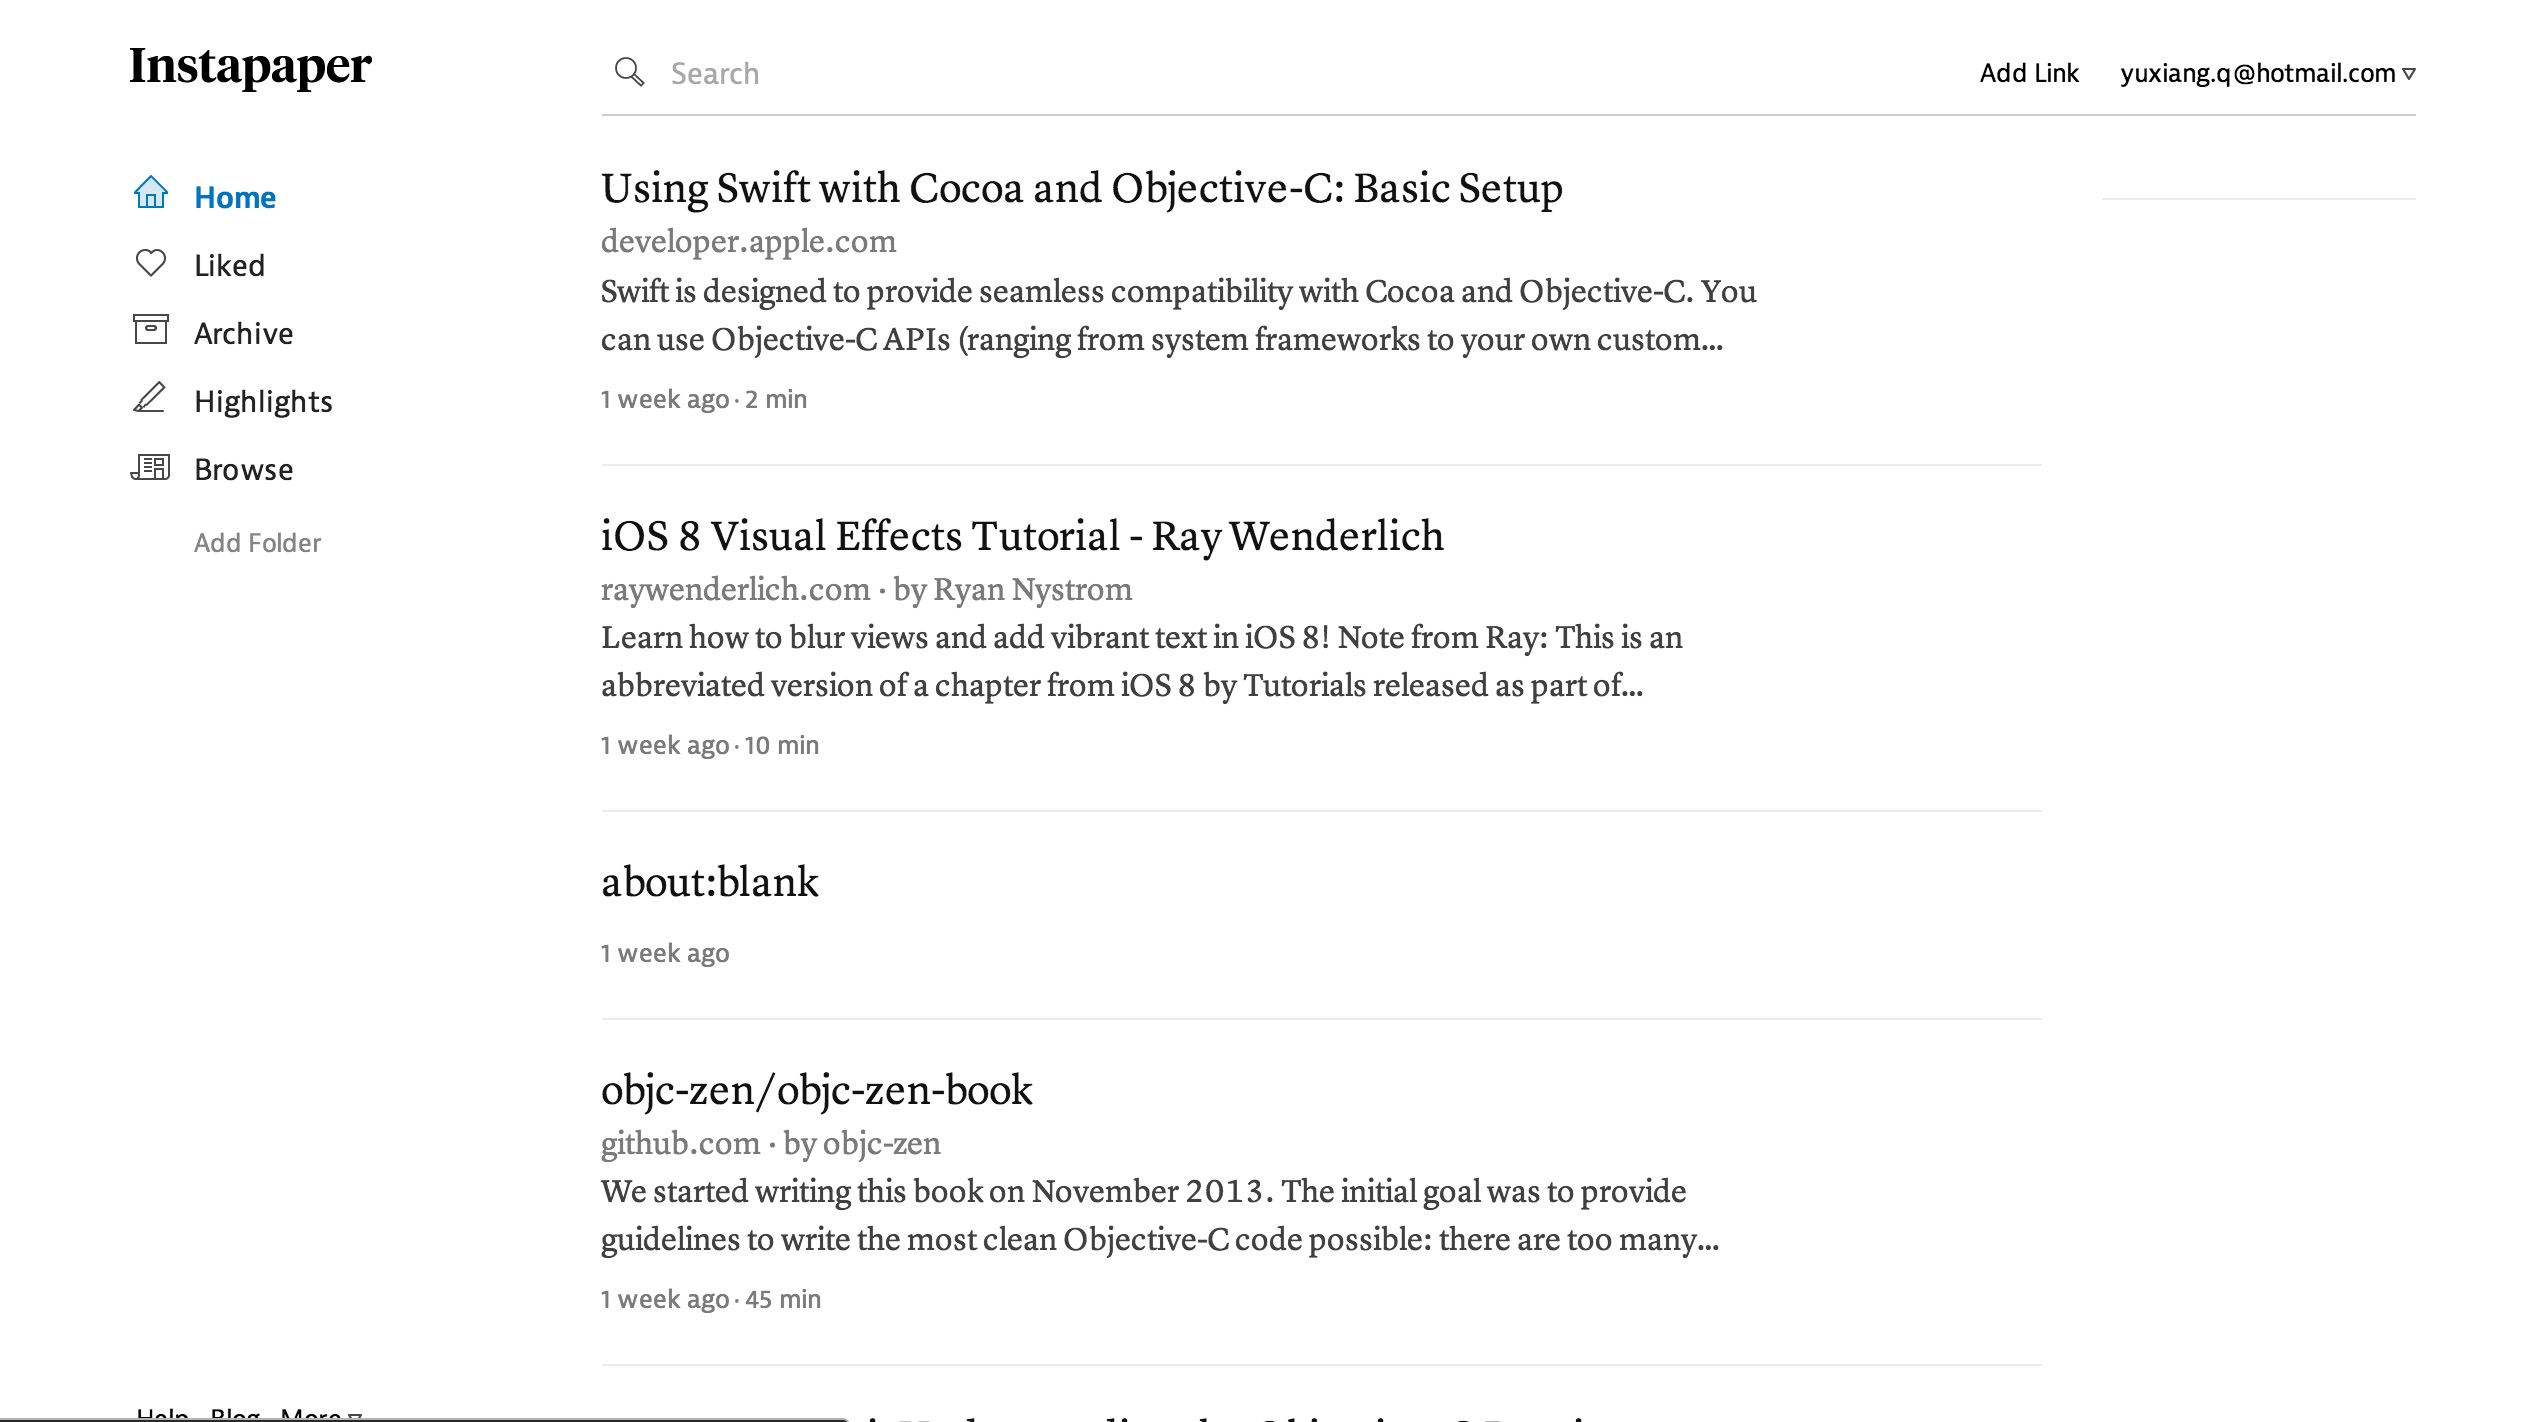 Instapaper
Search
Add Link
yuxiang.q@hotmail.com
Home
Liked
Archive
Highlights
Browse
Add Folder
Using Swift with Cocoa and Objective-C: Basic Setup
developer.apple.com
Swift is designed to provide seamless compatibility with Cocoa and Objective-C. You
can use Objective-C APIs (ranging from system frameworks to your own custom...
1 week ago · 2 min
iOS 8 Visual Effects Tutorial - Ray Wenderlich
raywenderlich.com · by Ryan Nystrom
Learn how to blur views and add vibrant text in iOS 8! Note from Ray: This is an
abbreviated version of a chapter from iOS 8 by Tutorials released as part of...
1 week ago · 10 min
about:blank
1 week ago
objc-zen/objc-zen-book
github.com · by objc-zen
We started writing this book on November 2013. The initial goal was to provide
guidelines to write the most clean Objective-C code possible: there are too many...
1 week ago · 45 min
Help Blog More